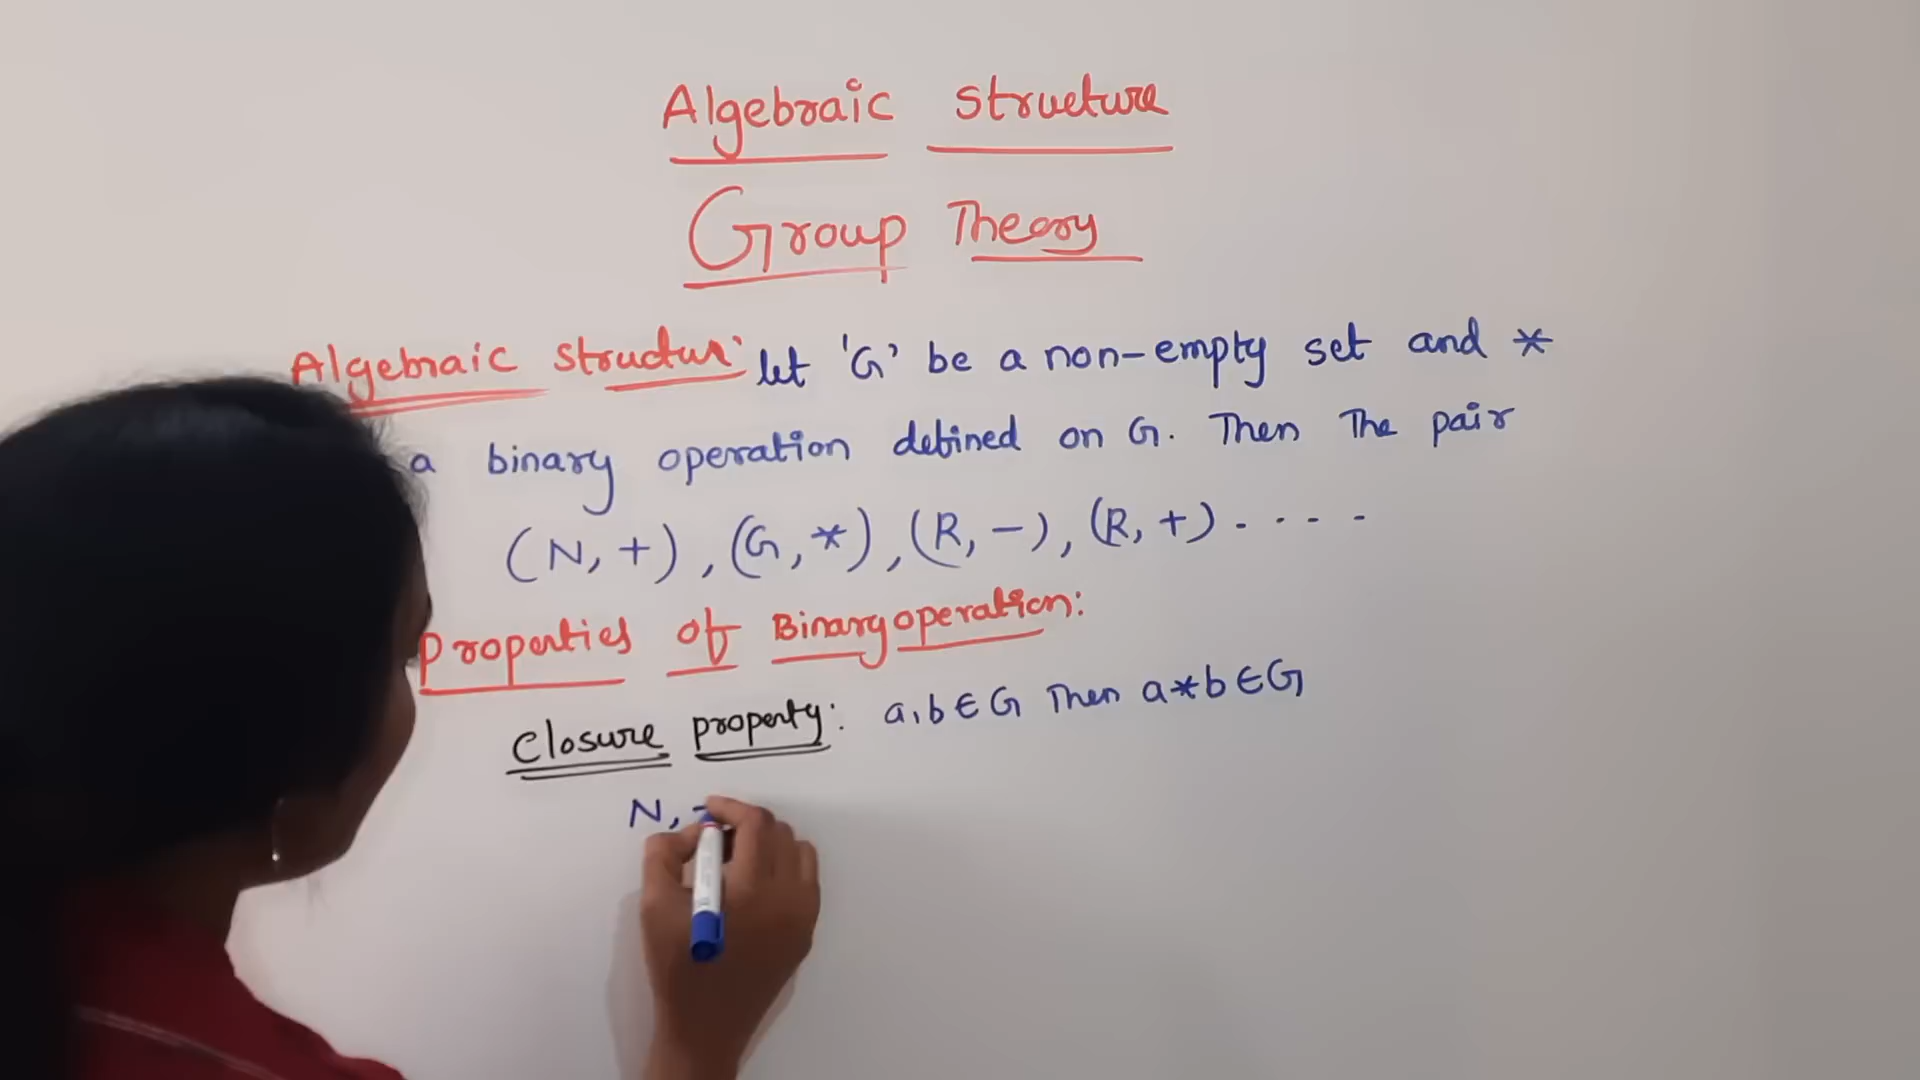 Algebraic structure
Group Theory
Algebraic structur: let 'G' be a non-empty set and *
a binary operation defined on G. Then The pair
(N, +), (G, *), (R, -), (R, +) - - - -
Properties of Binary operation:
closure property: a, b ∈ G Then a * b ∈ G
N,